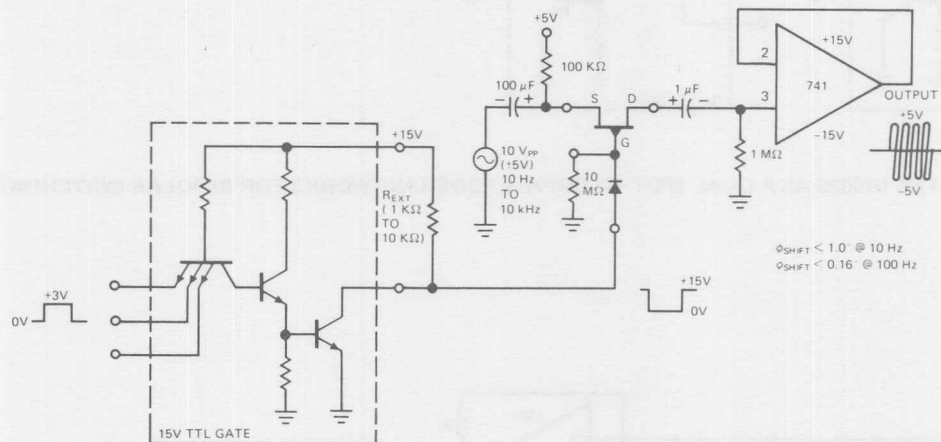 +5V
100 KΩ
100 μF
- +
S
D
G
1 μF
+ -
2
3
+15V
741
-15V
OUTPUT
+5V
-5V
1 MΩ
+15V
R EXT
( 1 KΩ
TO
10 KΩ)
10 V PP
(±5V)
10 Hz
TO
10 kHz
10
MΩ
φSHIFT < 1.0° @ 10 Hz
φSHIFT < 0.16° @ 100 Hz
+3V
0V
+15V
0V
15V TTL GATE